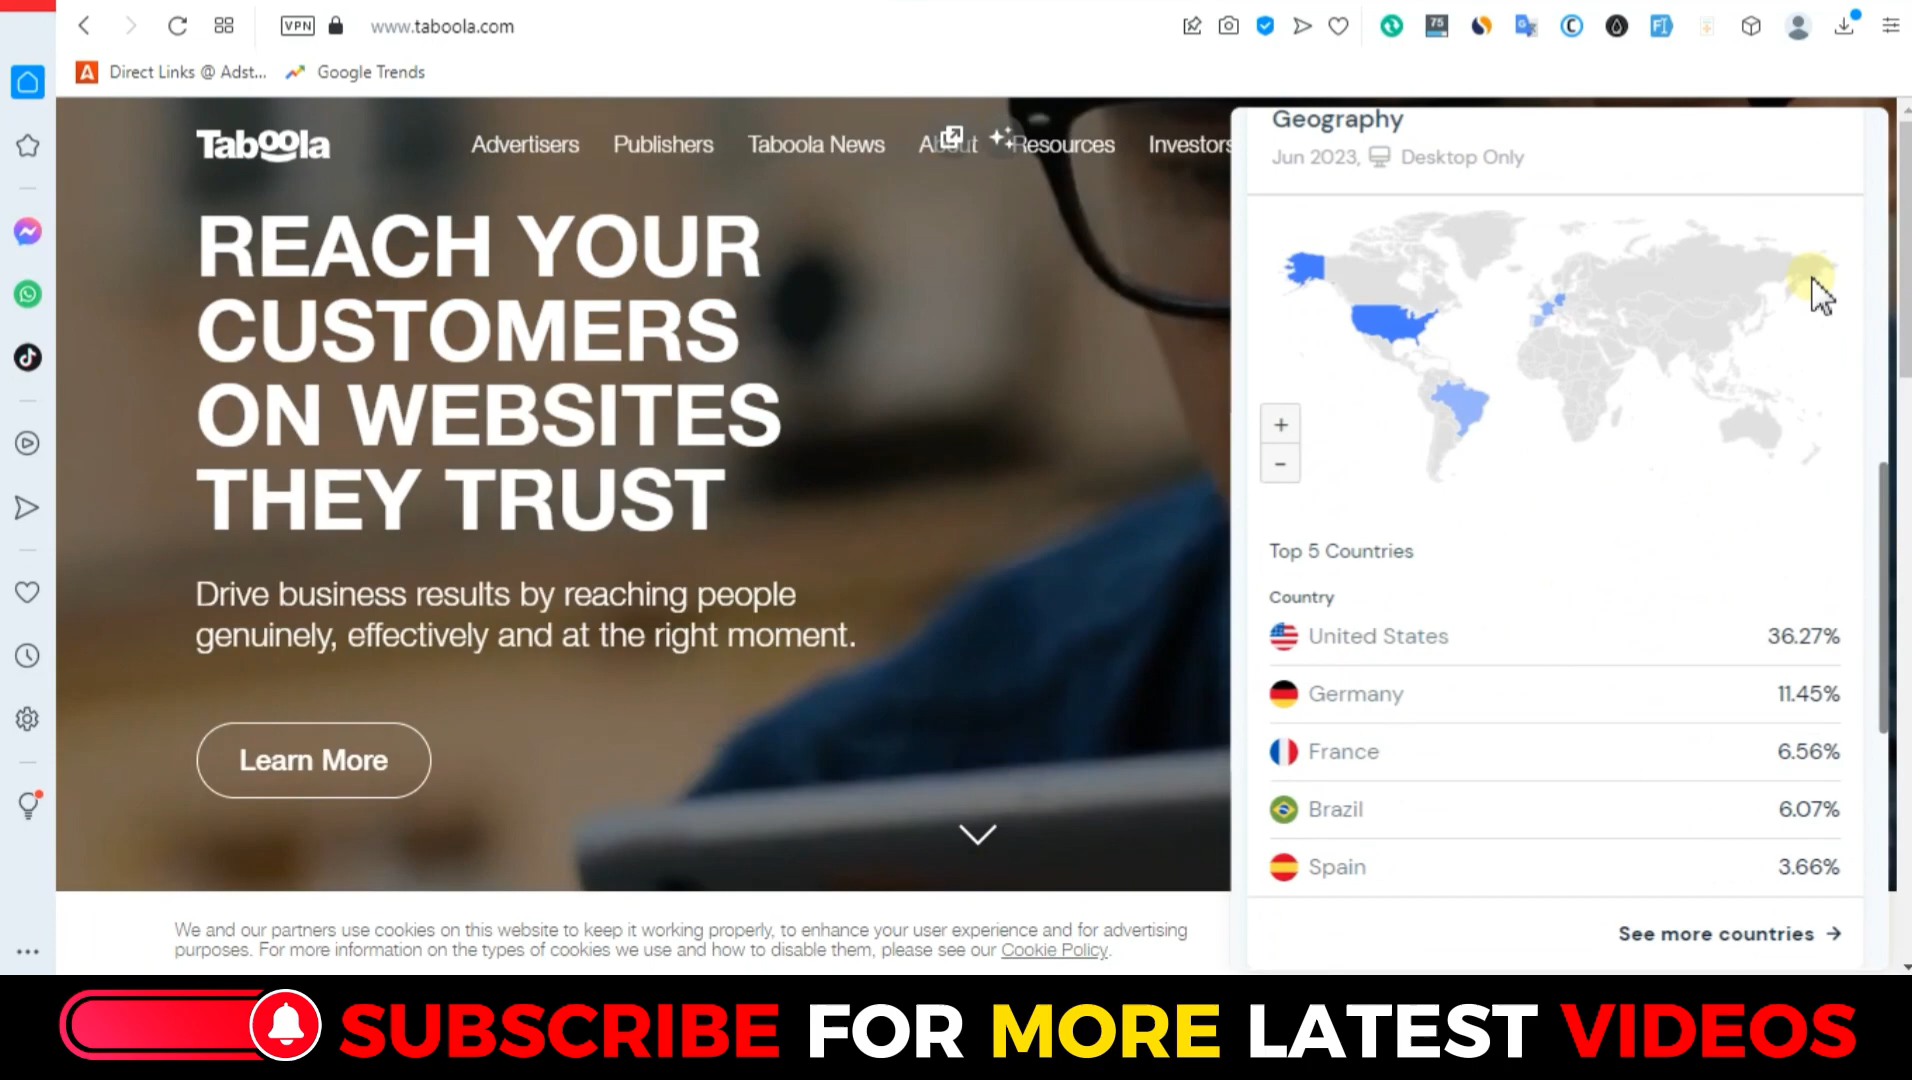 VPN
www.taboola.com
75
Direct Links @ Adst...
Google Trends
Taboola
Advertisers
Publishers
Taboola News
About
Resources
Investors
REACH YOUR
CUSTOMERS
ON WEBSITES
THEY TRUST
Drive business results by reaching people
genuinely, effectively and at the right moment.
Learn More
Geography
Jun 2023, Desktop Only
+
−
Top 5 Countries
Country
United States 36.27%
Germany 11.45%
France 6.56%
Brazil 6.07%
Spain 3.66%
See more countries →
We and our partners use cookies on this website to keep it working properly, to enhance your user experience and for advertising
purposes. For more information on the types of cookies we use and how to disable them, please see our Cookie Policy.
SUBSCRIBE FOR MORE LATEST VIDEOS